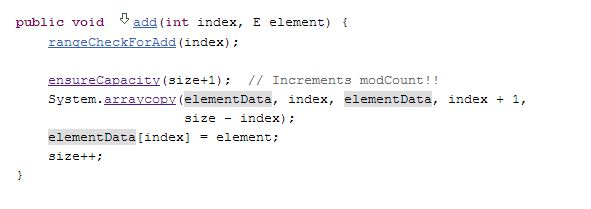 public void add(int index, E element) {
rangeCheckForAdd(index);
ensureCapacity(size+1);  // Increments modCount!!
System.arraycopy(elementData, index, elementData, index + 1,
size - index);
elementData[index] = element;
size++;
}